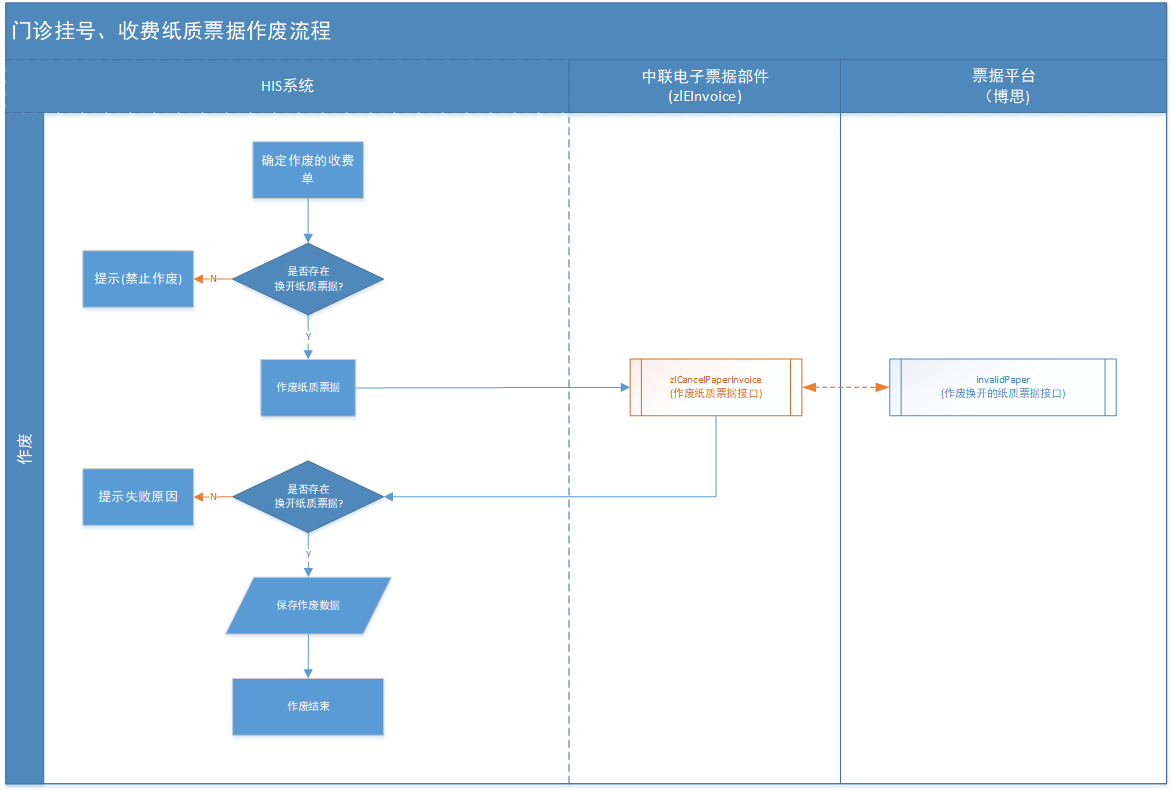 门诊挂号、收费纸质票据作废流程
HIS系统
中联电子票据部件
(zlEInvoice)
票据平台
（博思)
作废
确定作废的收费
单
是否存在
换开纸质票据?
N
提示(禁止作废)
Y
作废纸质票据
zlCancelPaperInvoice
(作废纸质票据接口)
invalidPaper
(作废换开的纸质票据接口)
是否存在
换开纸质票据?
N
提示失败原因
Y
保存作废数据
作废结束